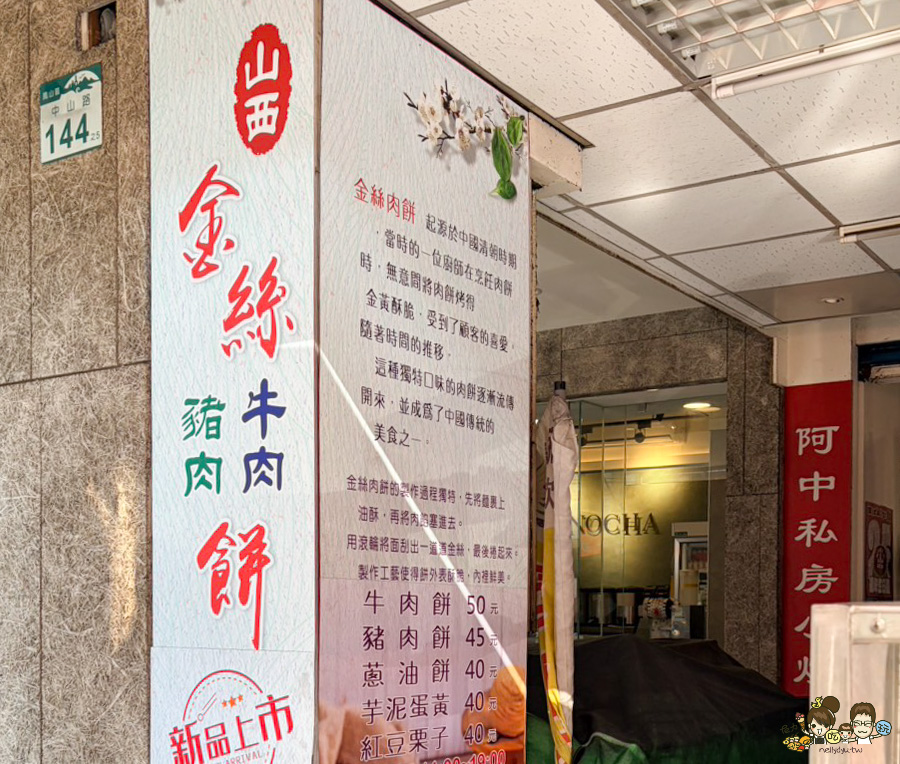 鳳山區
中山路
144
山西
金絲
牛肉
豬肉
餅
新品上市
ARRIVAL
金絲肉餅 起源於中國清朝時期
，當時的一位廚師在烹飪肉餅
時，無意間將肉餅烤得
金黃酥脆，受到了顧客的喜愛，
隨著時間的推移，
這種獨特口味的肉餅逐漸流傳
開來，並成為了中國傳統的
美食之一。
金絲肉餅的製作過程獨特，先將麵裹上
油酥，再將肉餡塞進去。
用滾輪將面刮出一道道金絲，最後捲起來。
製作工藝使得餅外表酥脆，內裡鮮美。
牛肉餅 50元
豬肉餅 45元
蔥油餅 40元
芋泥蛋黃 40元
紅豆栗子 40元
NOCHA
阿中私房小炒